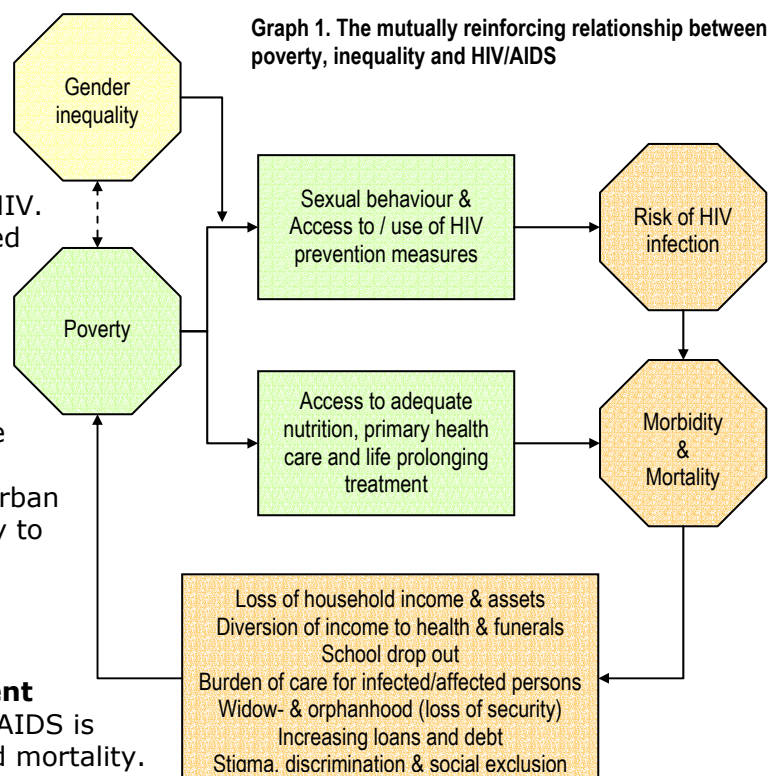 Graph 1. The mutually reinforcing relationship between
poverty, inequality and HIV/AIDS
Gender
inequality
HIV.
Poverty
Sexual behaviour &
Access to / use of HIV
prevention measures
Risk of HIV
infection
Access to adequate
nutrition, primary health
care and life prolonging
treatment
Morbidity
&
Mortality
Loss of household income & assets
Diversion of income to health & funerals
School drop out
Burden of care for infected/affected persons
Widow- & orphanhood (loss of security)
Increasing loans and debt
Stigma, discrimination & social exclusion
to
AIDS is
mortality.